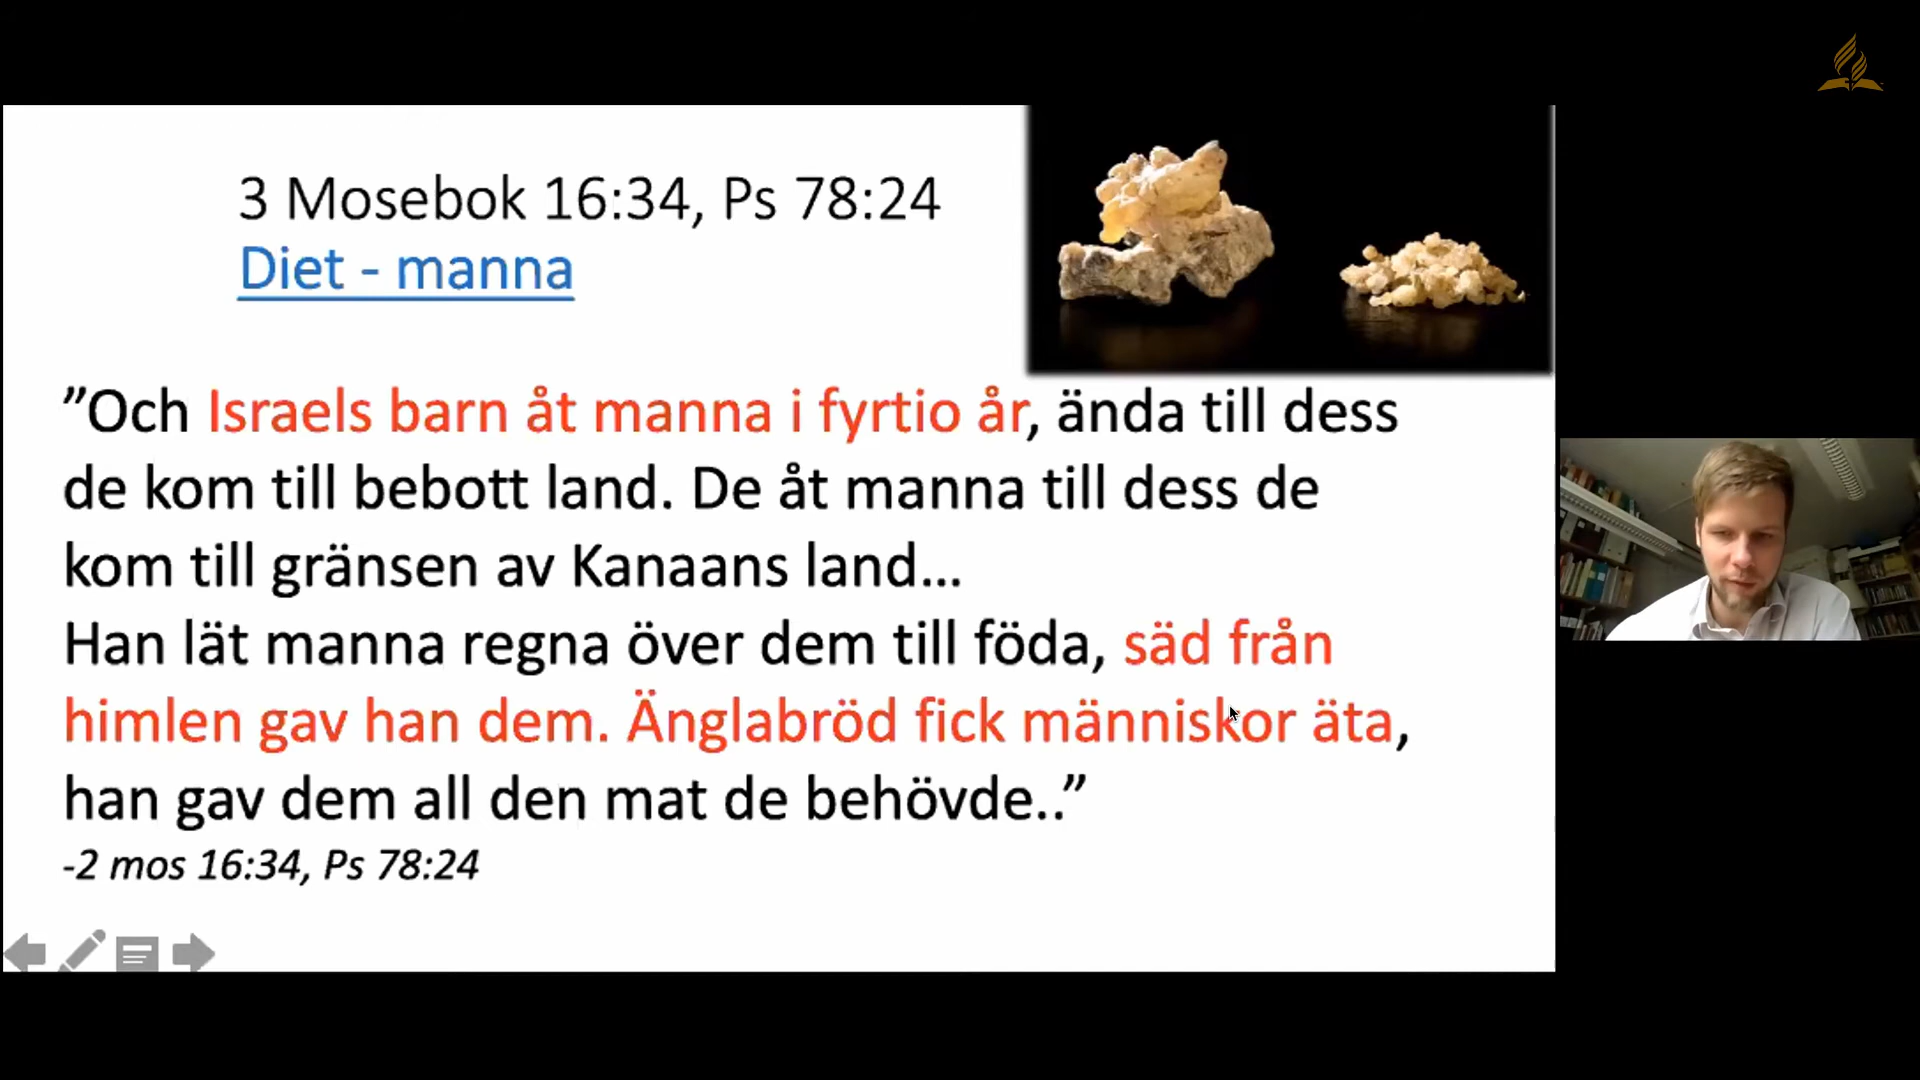 3 Mosebok 16:34, Ps 78:24
Diet - manna
”Och Israels barn åt manna i fyrtio år, ända till dess
de kom till bebott land. De åt manna till dess de
kom till gränsen av Kanaans land...
Han lät manna regna över dem till föda, säd från
himlen gav han dem. Änglabröd fick människor äta,
han gav dem all den mat de behövde..”
-2 mos 16:34, Ps 78:24